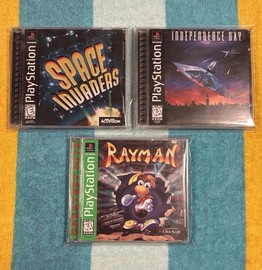 PlayStation
SPACE
INVADERS
ACTIVISION
PlayStation
INDEPENDENCE DAY
PlayStation
RAYMAN